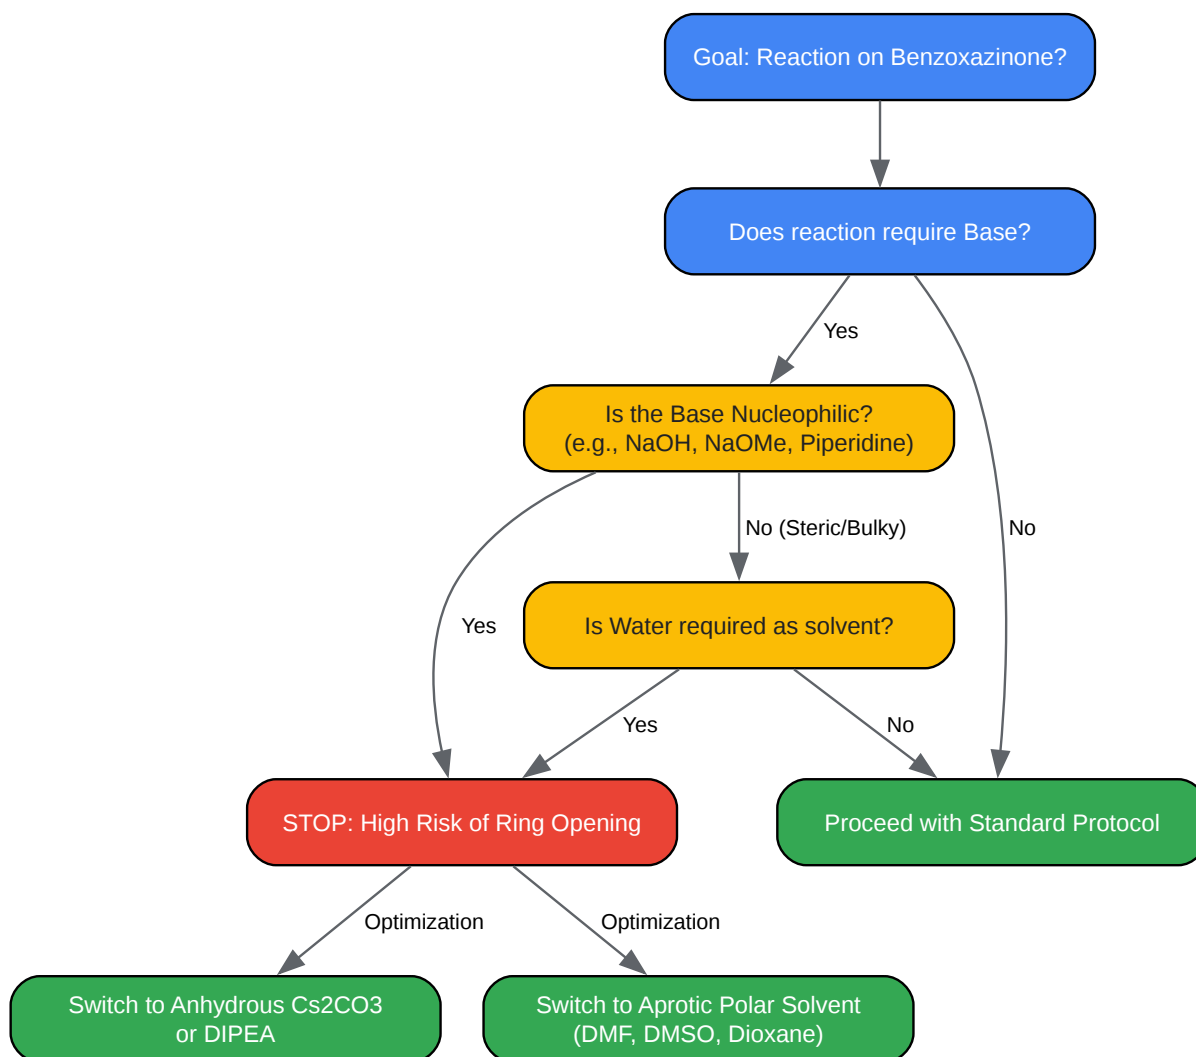 Goal: Reaction on Benzoxazinone?
Does reaction require Base?
Yes
Is the Base Nucleophilic?
(e.g., NaOH, NaOMe, Piperidine)
No (Steric/Bulky)
No
Is Water required as solvent?
Yes
Yes
No
STOP: High Risk of Ring Opening
Proceed with Standard Protocol
Optimization
Optimization
Switch to Anhydrous Cs2CO3
or DIPEA
Switch to Aprotic Polar Solvent
(DMF, DMSO, Dioxane)